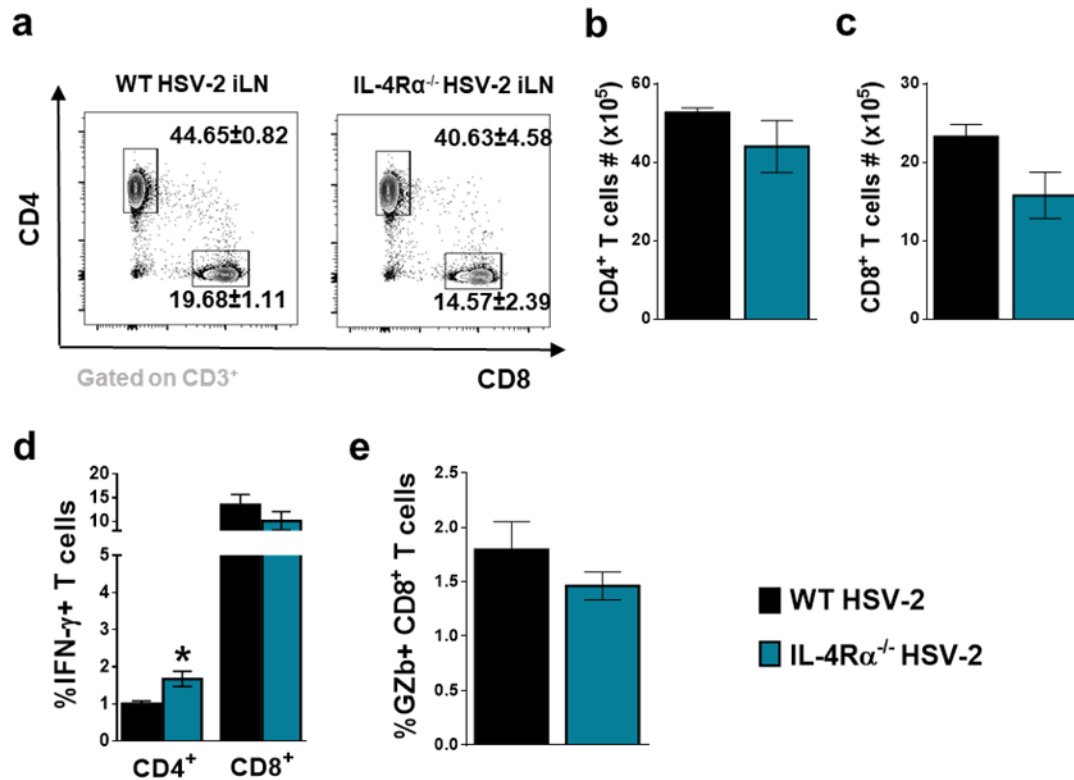 a
WT HSV-2 iLN
IL-4Rα-/- HSV-2 iLN
44.65±0.82
40.63±4.58
CD4
19.68±1.11
14.57±2.39
Gated on CD3+
CD8
b
CD4+ T cells # (x105)
60
40
20
0
c
CD8+ T cells # (x105)
30
20
10
0
d
%IFN-γ+ T cells
20
15
10
5
4
3
2
1
0
*
CD4+
CD8+
e
%GZb+ CD8+ T cells
2.5
2.0
1.5
1.0
0.5
0.0
WT HSV-2
IL-4Rα-/- HSV-2